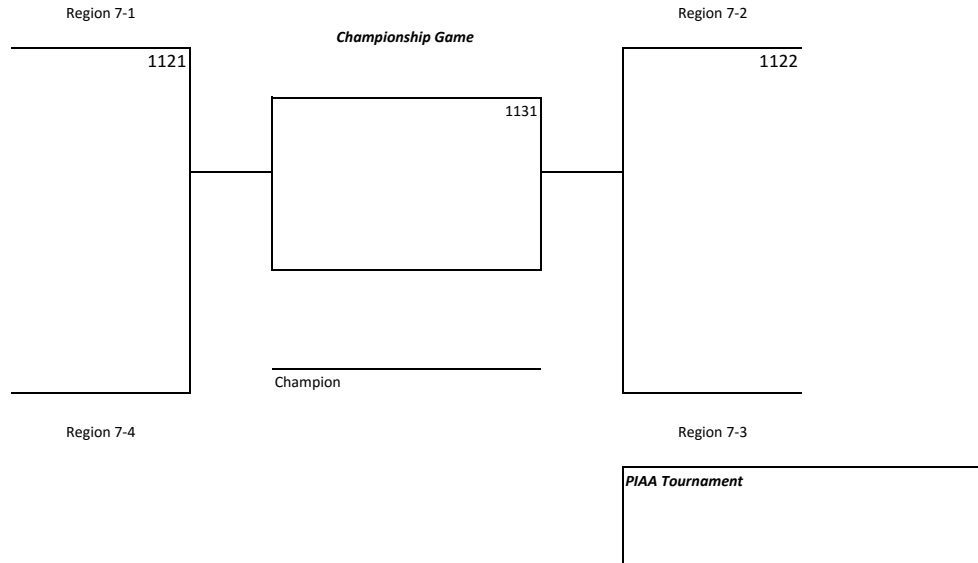 Region 7-1
Region 7-2
Championship Game
1121
1122
1131
Champion
Region 7-4
Region 7-3
PIAA Tournament